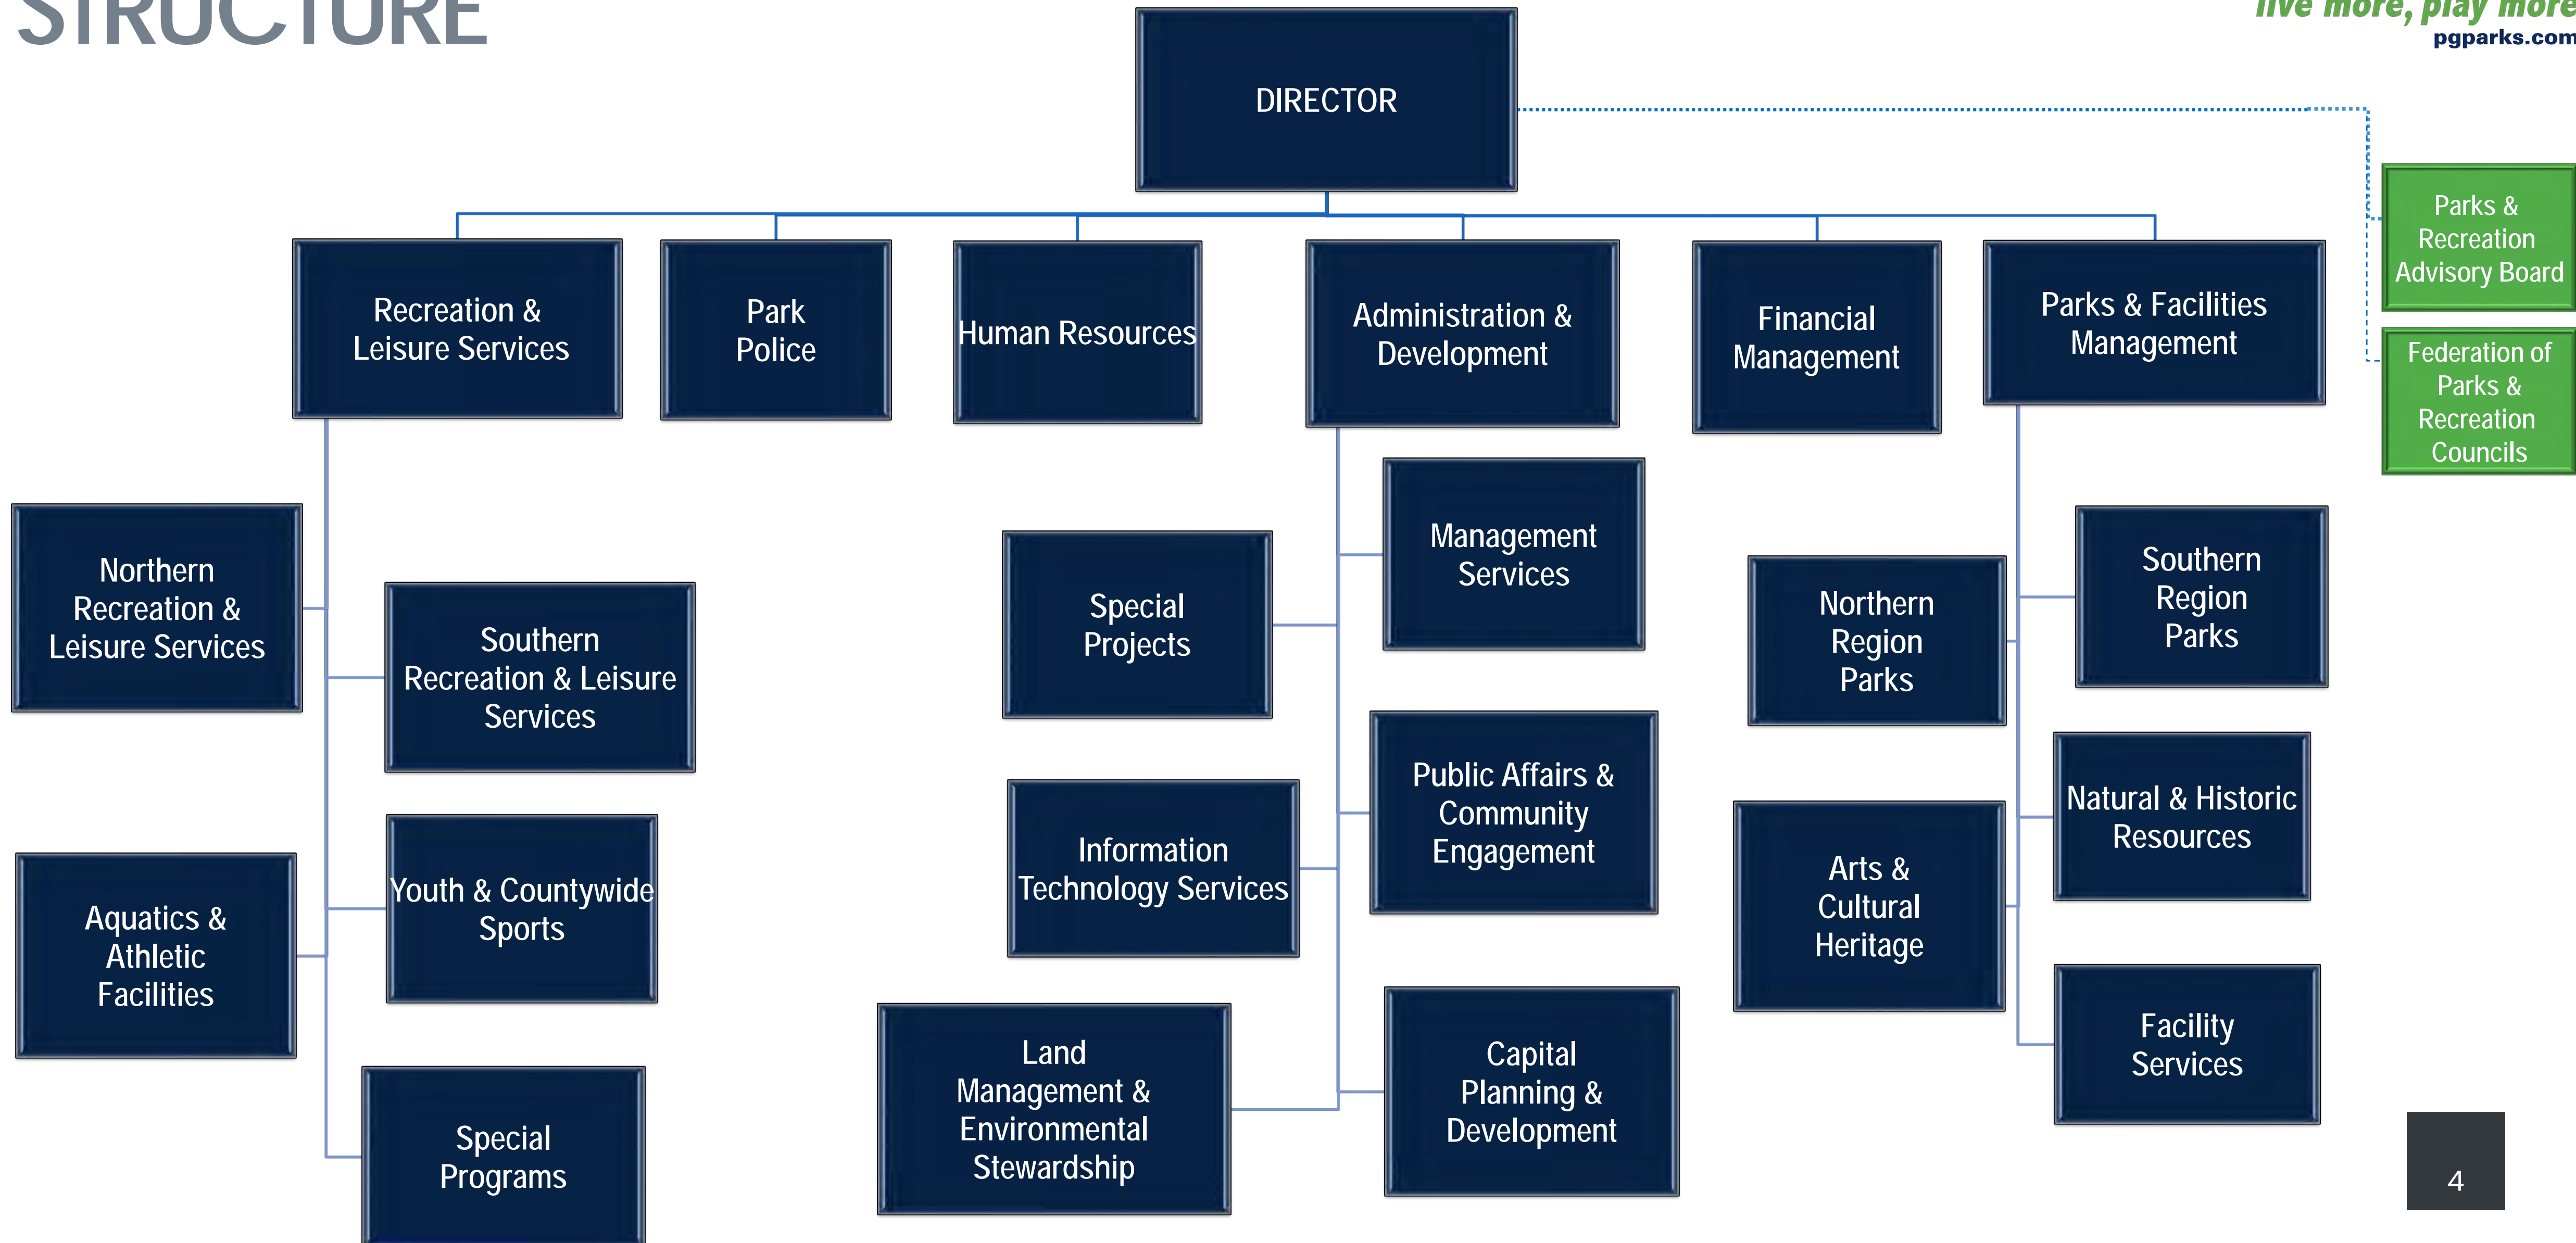 STRUCTURE
live more, play more
pgparks.com
DIRECTOR
Parks &
Recreation
Advisory Board
Federation of
Parks &
Recreation
Councils
Recreation &
Leisure Services
Park
Police
Human Resources
Administration &
Development
Financial
Management
Parks & Facilities
Management
Northern
Recreation &
Leisure Services
Southern
Recreation & Leisure
Services
Aquatics &
Athletic
Facilities
Youth & Countywide
Sports
Special
Programs
Management
Services
Special
Projects
Public Affairs &
Community
Engagement
Information
Technology Services
Land
Management &
Environmental
Stewardship
Capital
Planning &
Development
Southern
Region
Parks
Northern
Region
Parks
Natural & Historic
Resources
Arts &
Cultural
Heritage
Facility
Services
4